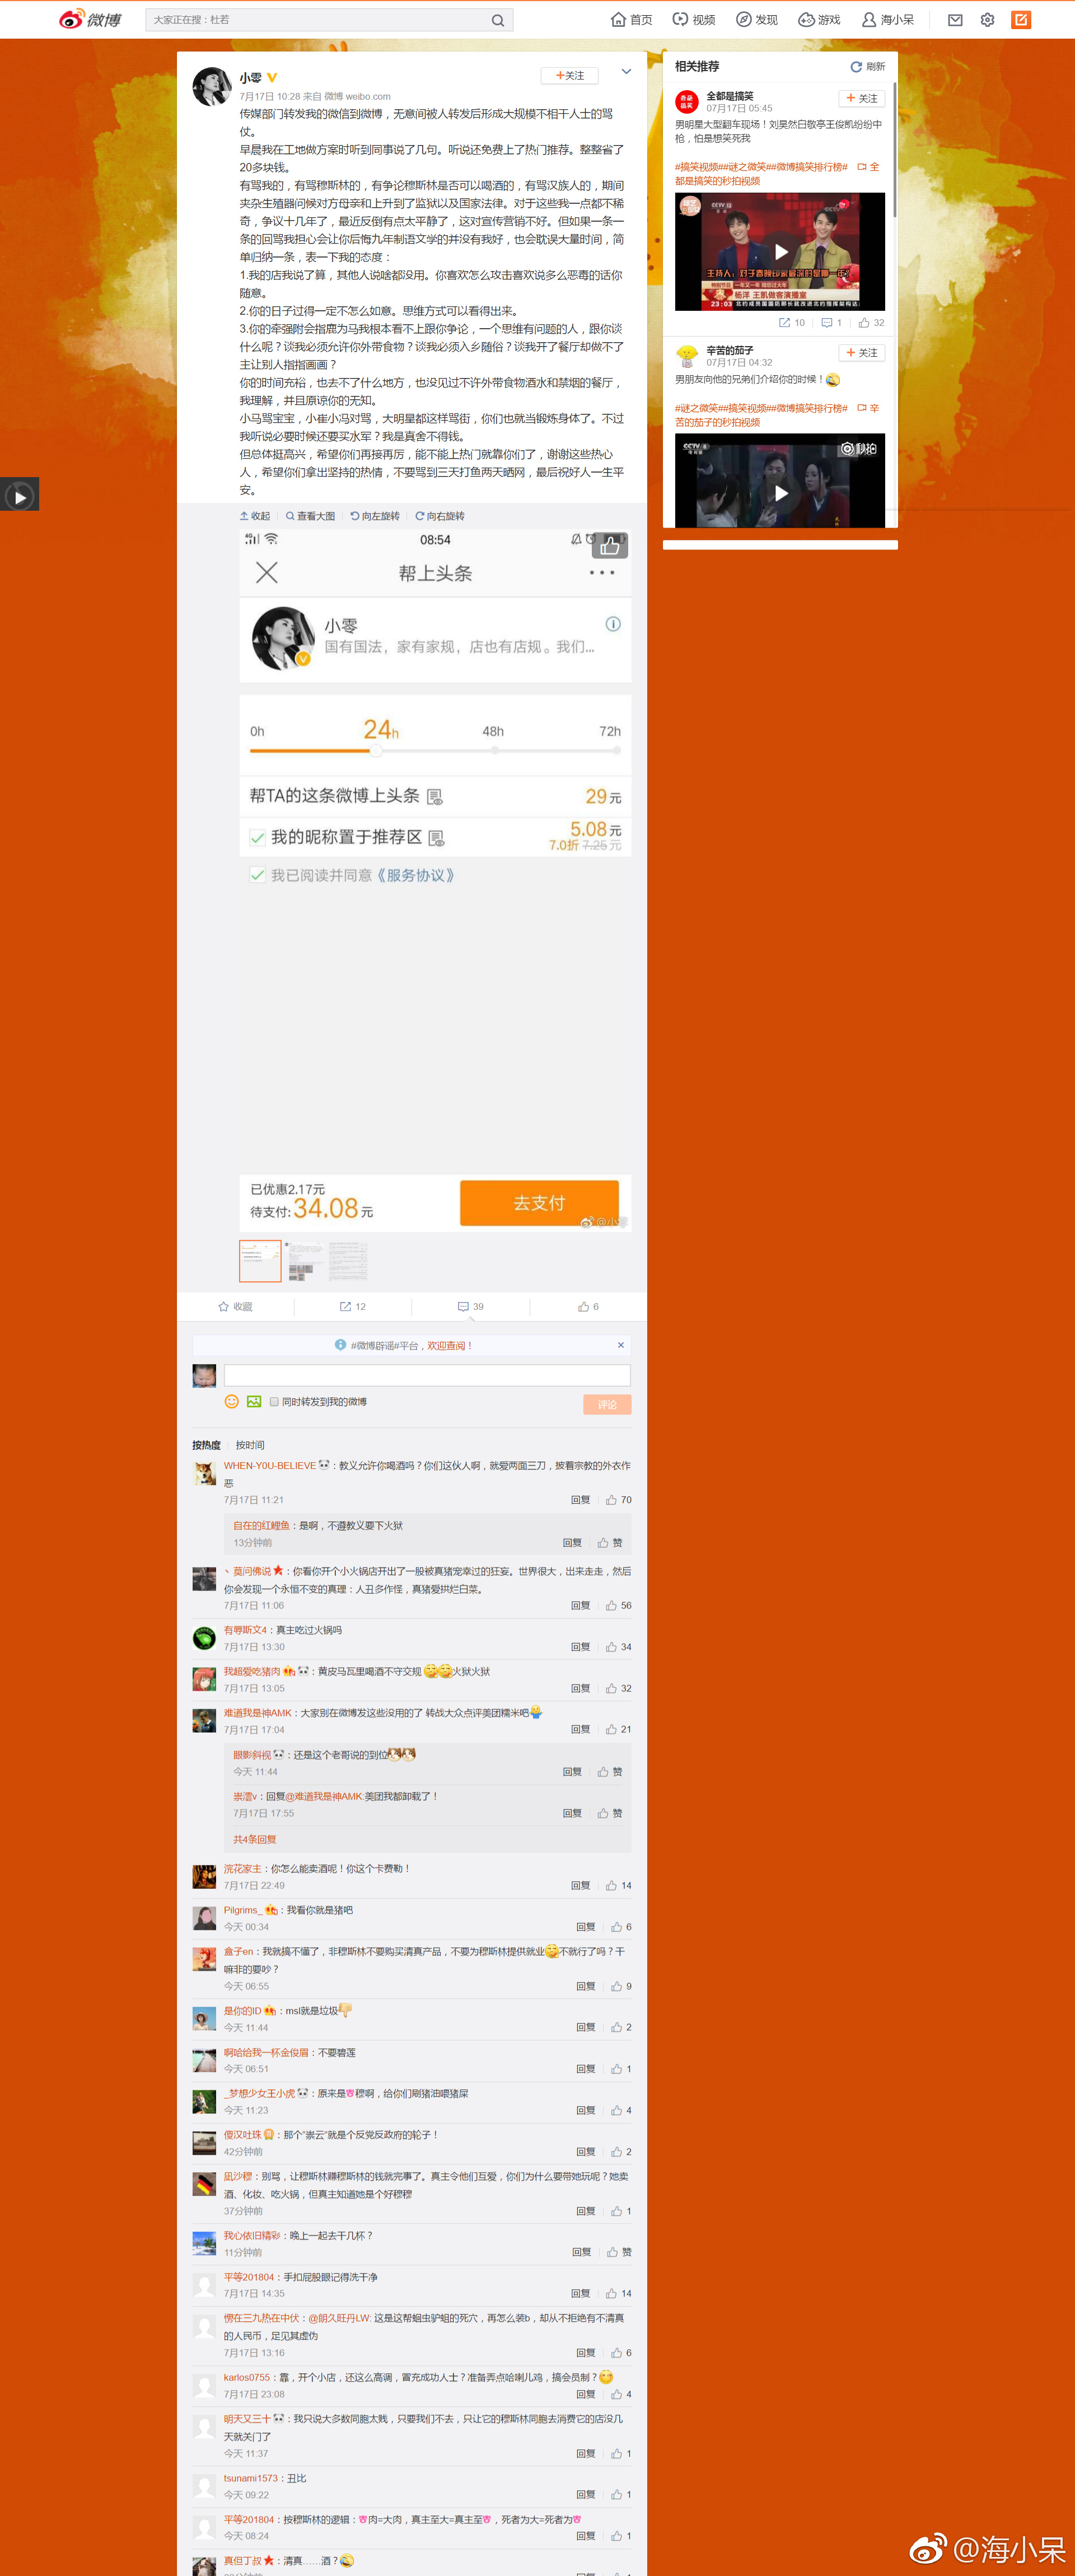 微博
大家正在搜：杜若
首页
视频
发现
游戏
海小呆
小零
+关注
7月17日 10:28 来自 微博 weibo.com
传媒部门转发我的微信到微博，无意间被人转发后形成大规模不相干人士的骂
仗。
早晨我在工地做方案时听到同事说了几句。听说还免费上了热门推荐。整整省了
20多块钱。
有骂我的，有骂穆斯林的，有争论穆斯林是否可以喝酒的，有骂汉族人的，期间
夹杂生殖器问候对方母亲和上升到了监狱以及国家法律。对于这些我一点都不稀
奇，争议十几年了，最近反倒有点太平静了，这对宣传营销不好。但如果一条一
条的回骂我担心会让你后悔九年制语文学的并没有我好，也会耽误大量时间，简
单归纳一条，表一下我的态度：
1.我的店我说了算，其他人说啥都没用。你喜欢怎么攻击喜欢说多么恶毒的话你
随意。
2.你的日子过得一定不怎么如意。思维方式可以看得出来。
3.你的牵强附会指鹿为马我根本看不上跟你争论，一个思维有问题的人，跟你谈
什么呢？谈我必须允许你外带食物？谈我必须入乡随俗？谈我开了餐厅却做不了
主让别人指指画画？
你的时间充裕，也去不了什么地方，也没见过不许外带食物酒水和禁烟的餐厅，
我理解，并且原谅你的无知。
小马骂宝宝，小崔小冯对骂，大明星都这样骂街，你们也就当锻炼身体了。不过
我听说必要时候还要买水军？我是真舍不得钱。
但总体挺高兴，希望你们再接再厉，能不能上热门就靠你们了，谢谢这些热心
人，希望你们拿出坚持的热情，不要骂到三天打鱼两天晒网，最后祝好人一生平
安。
收起
查看大图
向左旋转
向右旋转
08:54
帮上头条
小零
国有国法，家有家规，店也有店规。我们...
0h
24h
48h
72h
帮TA的这条微博上头条
29元
我的昵称置于推荐区
5.08元
7.0折 7.25元
我已阅读并同意《服务协议》
已优惠2.17元
待支付:34.08元
去支付
@小零
收藏
12
39
6
#微博辟谣#平台，欢迎查阅！
同时转发到我的微博
评论
按热度
按时间
WHEN-Y0U-BELIEVE：教义允许你喝酒吗？你们这伙人啊，就爱两面三刀，披着宗教的外衣作
恶
7月17日 11:21 回复 70
自在的红鲤鱼：是啊，不遵教义要下火狱
13分钟前 回复 赞
丶莫问佛说：你看你开个小火锅店开出了一股被真猪宠幸过的狂妄。世界很大，出来走走，然后
你会发现一个永恒不变的真理：人丑多作怪，真猪爱拱烂白菜。
7月17日 11:06 回复 56
有辱斯文4：真主吃过火锅吗
7月17日 13:30 回复 34
我超爱吃猪肉：黄皮马瓦里喝酒不守交规火狱火狱
7月17日 13:05 回复 32
难道我是神AMK：大家别在微博发这些没用的了 转战大众点评美团糯米吧
7月17日 17:04 回复 21
眼影斜视：还是这个老哥说的到位
今天 11:44 回复 赞
祟澐v：回复@难道我是神AMK:美团我都卸载了！
7月17日 17:55 回复 赞
共4条回复
浣花家主：你怎么能卖酒呢！你这个卡费勒！
7月17日 22:49 回复 14
Pilgrims_：我看你就是猪吧
今天 00:34 回复 6
盒子en：我就搞不懂了，非穆斯林不要购买清真产品，不要为穆斯林提供就业不就行了吗？干
嘛非的要吵？
今天 06:55 回复 9
是你的ID：msl就是垃圾
今天 11:44 回复 2
啊哈给我一杯金俊眉：不要碧莲
今天 06:51 回复 1
_梦想少女王小虎：原来是穆啊，给你们刷猪油喂猪屎
今天 11:23 回复 4
傻汉吐珠：那个“祟云”就是个反党反政府的轮子！
42分钟前 回复 2
凪沙穆：别骂，让穆斯林赚穆斯林的钱就完事了。真主令他们互爱，你们为什么要带她玩呢？她卖
酒、化妆、吃火锅，但真主知道她是个好穆穆
37分钟前 回复 1
我心依旧精彩：晚上一起去干几杯？
11分钟前 回复 赞
平等201804：手扣屁股眼记得洗干净
7月17日 14:35 回复 14
愣在三九热在中伏：@朗久旺丹LW: 这是这帮蛔虫驴蛆的死穴，再怎么装b，却从不拒绝有不清真
的人民币，足见其虚伪
7月17日 13:16 回复 6
karlos0755：靠，开个小店，还这么高调，冒充成功人士？准备弄点哈喇儿鸡，搞会员制？
7月17日 23:08 回复 4
明天又三十：我只说大多数同胞太贱，只要我们不去，只让它的穆斯林同胞去消费它的店没几
天就关门了
今天 11:37 回复 1
tsunami1573：丑比
今天 09:22 回复 1
平等201804：按穆斯林的逻辑：肉=大肉，真主至大=真主至，死者为大=死者为
今天 08:24 回复 1
真但丁叔：清真……酒？
相关推荐
刷新
全都是搞笑
07月17日 05:45
+ 关注
男明星大型翻车现场！刘昊然白敬亭王俊凯纷纷中
枪，怕是想笑死我
#搞笑视频##谜之微笑##微博搞笑排行榜# 全
都是搞笑的秒拍视频
主持人：对于春晚印象最深的是哪一年？
杨洋 王凯做客演播室
23:03
10
1
32
辛苦的茄子
07月17日 04:32
+ 关注
男朋友向他的兄弟们介绍你的时候！
#谜之微笑##搞笑视频##微博搞笑排行榜# 辛
苦的茄子的秒拍视频
秒拍
@海小呆